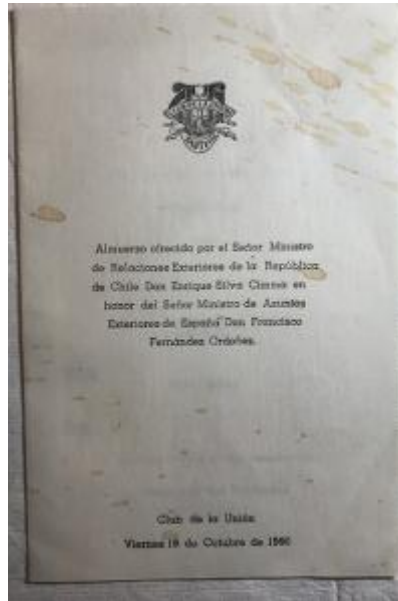 Almuerzo ofrecido por el Señor Ministro
de Relaciones Exteriores de la República
de Chile Don Enrique Silva Cimma en
honor del Señor Ministro de Asuntos
Exteriores de España Don Francisco
Fernández Ordoñez.
Club de la Unión
Viernes 19 de Octubre de 1990